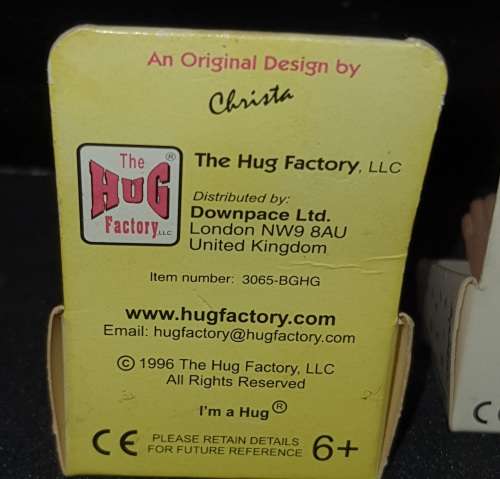 An Original Design by
Christa
The HUG Factory, LLC ®
The Hug Factory, LLC
Distributed by:
Downpace Ltd.
London NW9 8AU
United Kingdom
Item number: 3065-BGHG
www.hugfactory.com
Email: hugfactory@hugfactory.com
© 1996 The Hug Factory, LLC
All Rights Reserved
I'm a Hug ®
CE PLEASE RETAIN DETAILS
FOR FUTURE REFERENCE 6+